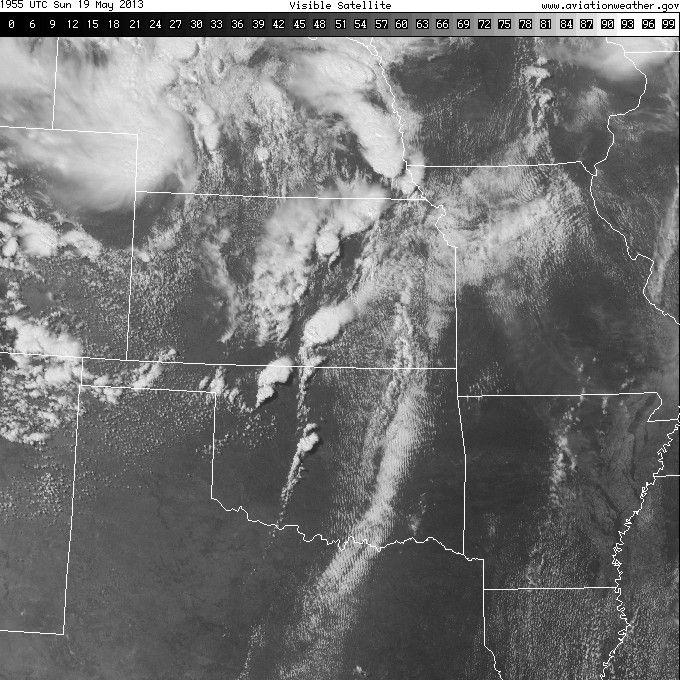 1955 UTC Sun 19 May 2013 Visible Satellite www.aviationweather.gov
0 6 9 12 15 18 21 24 27 30 33 36 39 42 45 48 51 54 57 60 63 66 69 72 75 78 81 84 87 90 93 96 99